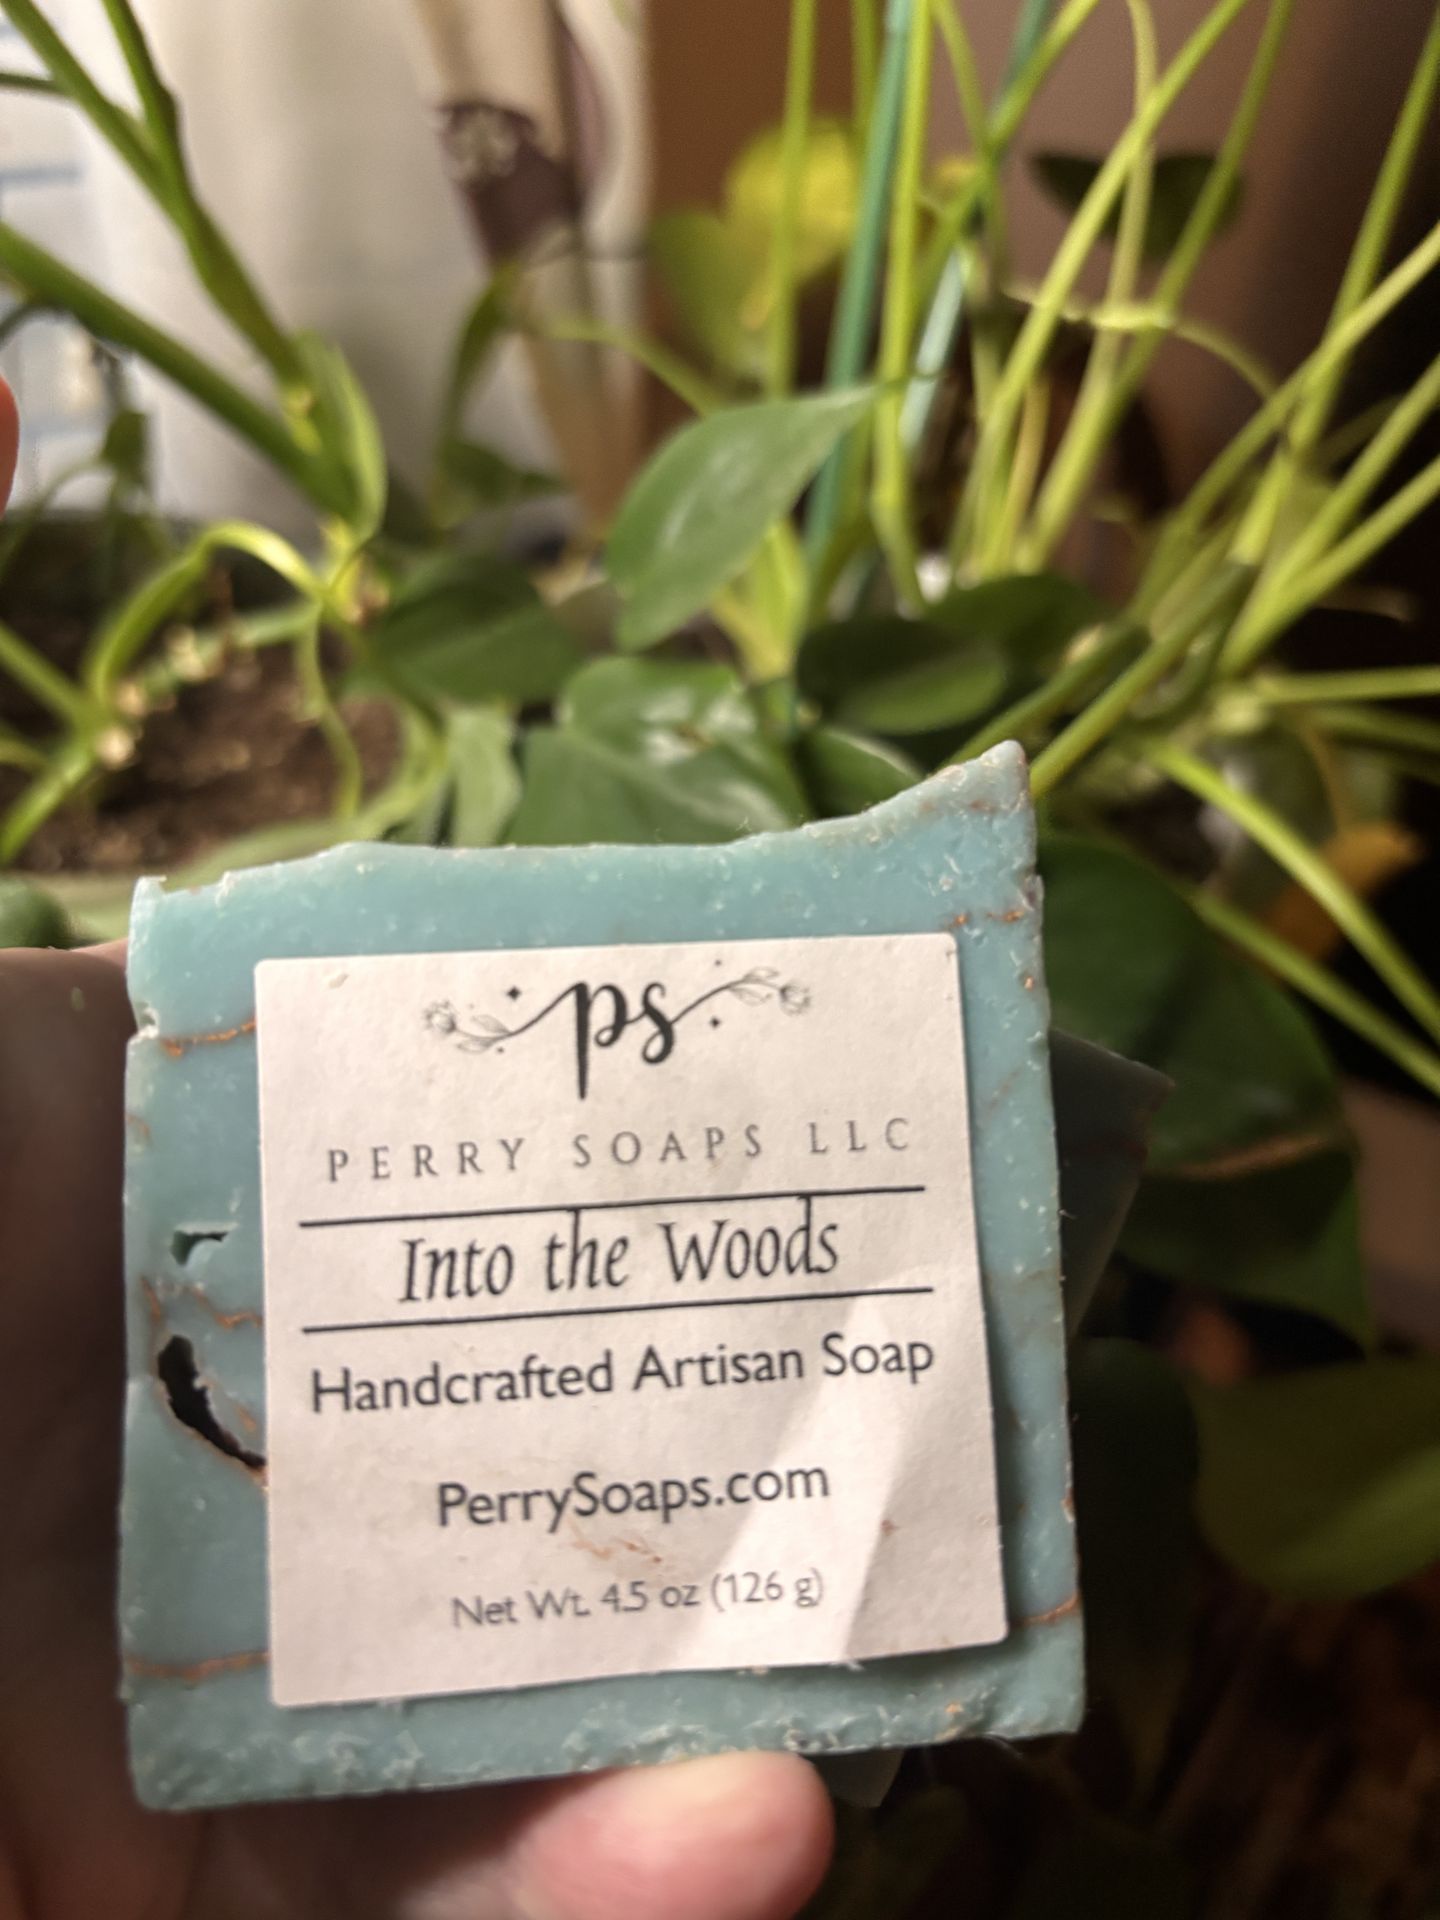 ps
PERRY SOAPS LLC
Into the Woods
Handcrafted Artisan Soap
PerrySoaps.com
Net Wt. 4.5 oz (126 g)